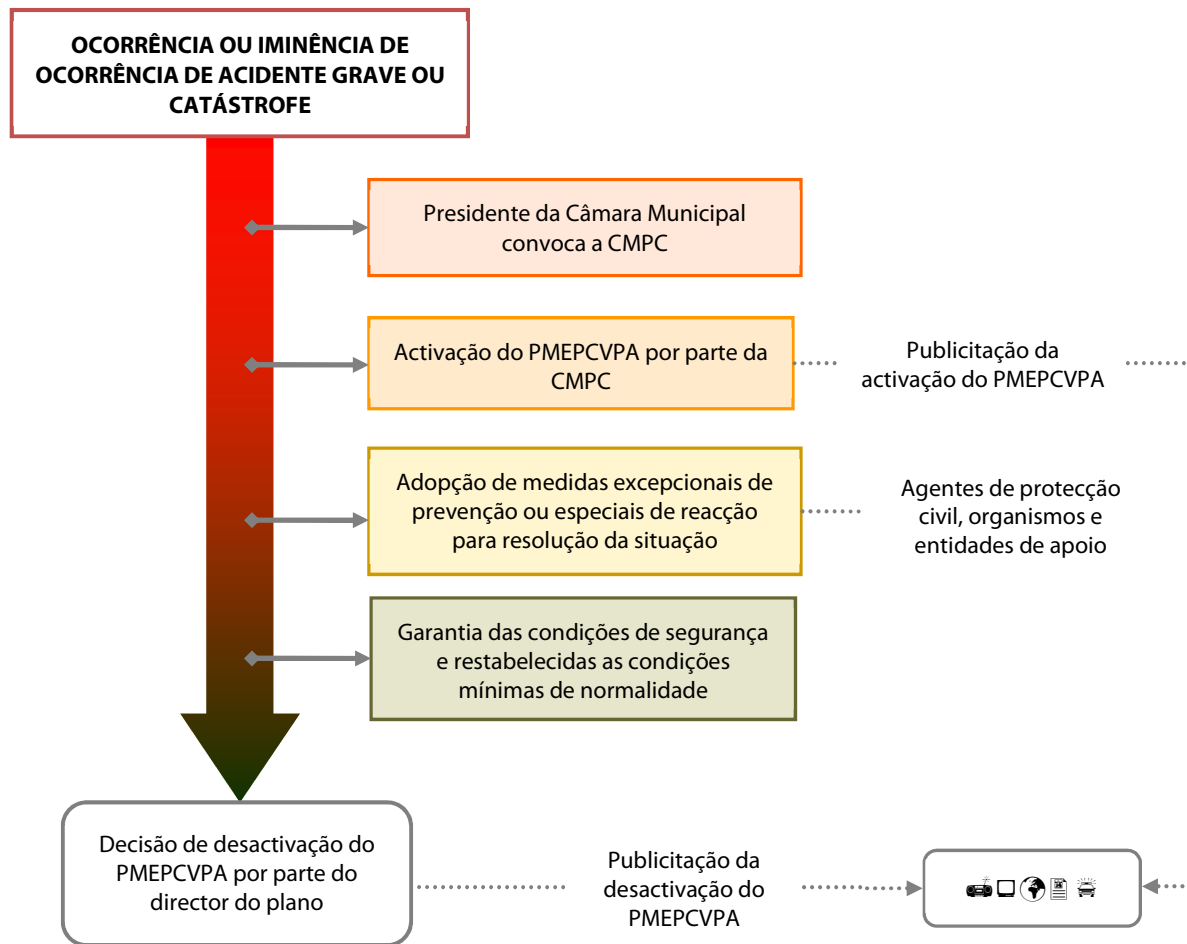 OCORRÊNCIA OU IMINÊNCIA DE
OCORRÊNCIA DE ACIDENTE GRAVE OU
CATÁSTROFE
Presidente da Câmara Municipal
convoca a CMPC
Activação do PMEPCVPA por parte da
CMPC
Publicitação da
activação do PMEPCVPA
Adopção de medidas excepcionais de
prevenção ou especiais de reacção
para resolução da situação
Agentes de protecção
civil, organismos e
entidades de apoio
Garantia das condições de segurança
e restabelecidas as condições
mínimas de normalidade
Decisão de desactivação do
PMEPCVPA por parte do
director do plano
Publicitação da
desactivação do
PMEPCVPA